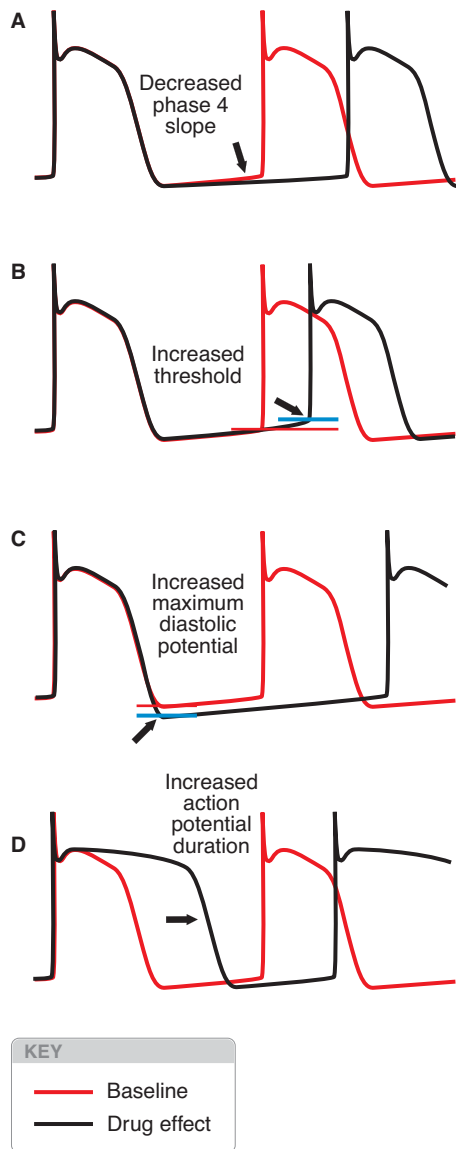 A
Decreased
phase 4
slope
B
Increased
threshold
C
Increased
maximum
diastolic
potential
Increased
action
potential
duration
D
KEY
Baseline
Drug effect